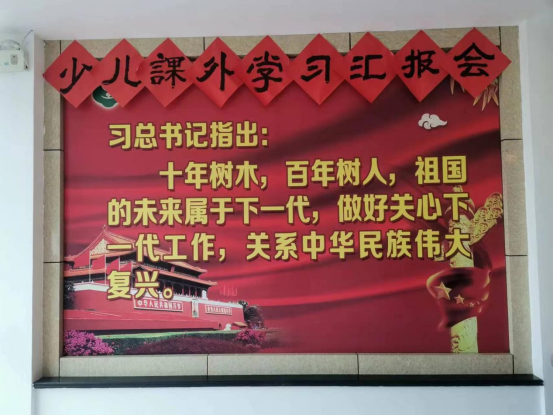 少儿課外学习汇报会
习总书记指出：
十年树木，百年树人，祖国
的未来属于下一代，做好关心下
一代工作，关系中华民族伟大
复兴。